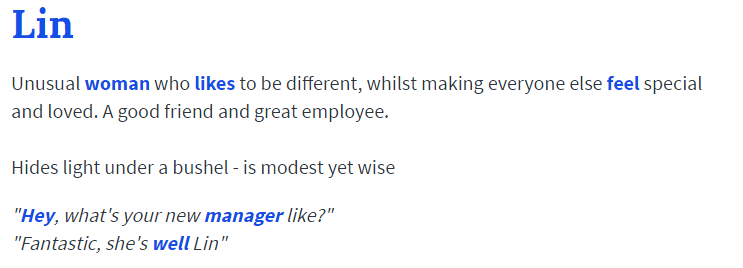 Lin
Unusual woman who likes to be different, whilst making everyone else feel special
and loved. A good friend and great employee.
Hides light under a bushel - is modest yet wise
"Hey, what's your new manager like?"
"Fantastic, she's well Lin"